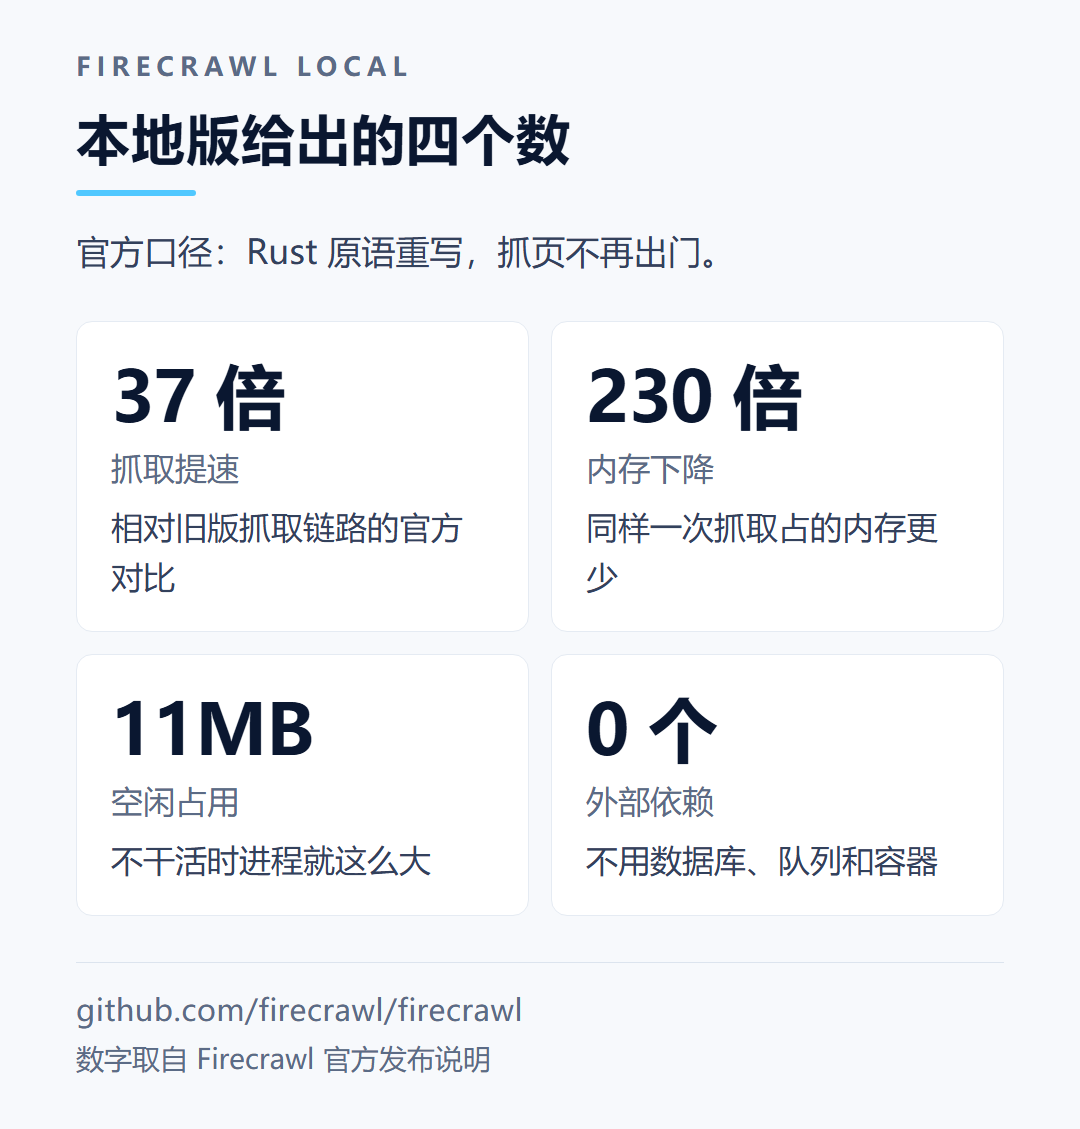 FIRECRAWL LOCAL
本地版给出的四个数
官方口径：Rust 原语重写，抓页不再出门。
37 倍
抓取提速
相对旧版抓取链路的官方
对比
230 倍
内存下降
同样一次抓取占的内存更
少
11MB
空闲占用
不干活时进程就这么大
0 个
外部依赖
不用数据库、队列和容器
github.com/firecrawl/firecrawl
数字取自 Firecrawl 官方发布说明